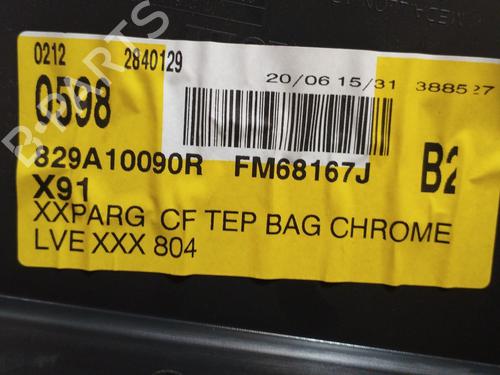 0212 2840129
20/06 15/31 388527
0598
829A10090R FM68167J B2
X91
XXPARG CF TEP BAG CHROME
LVE XXX 804
B-PARTS